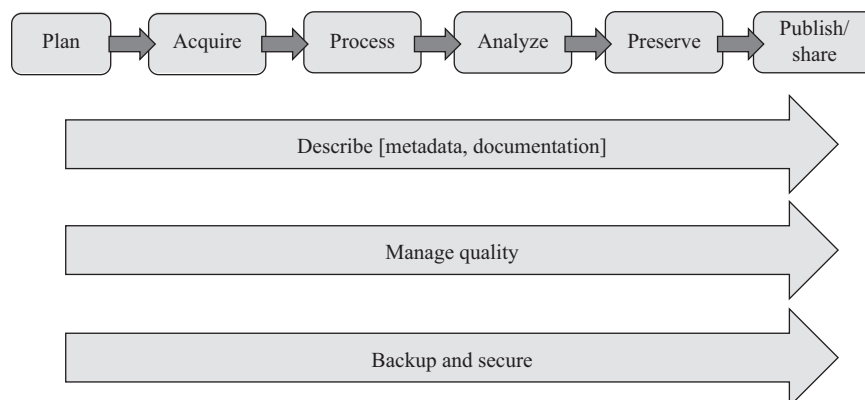 Plan
Acquire
Process
Analyze
Preserve
Publish/
share
Describe [metadata, documentation]
Manage quality
Backup and secure